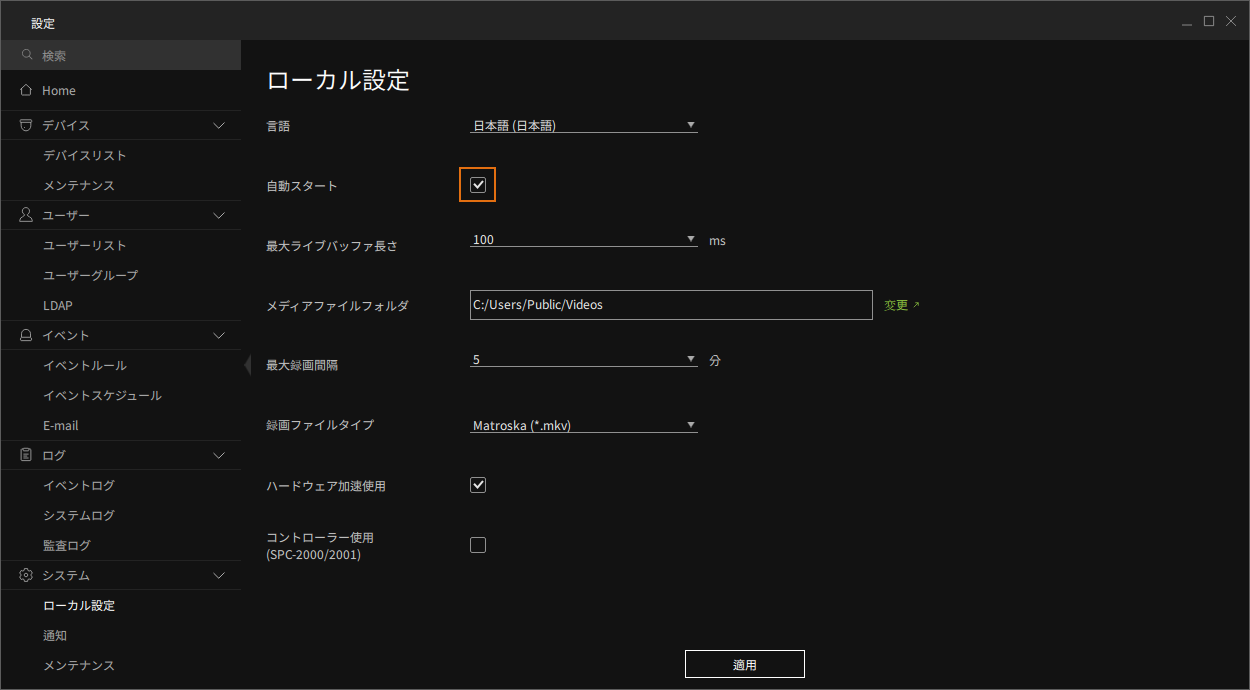 設定
検索
Home
デバイス
デバイスリスト
メンテナンス
ユーザー
ユーザーリスト
ユーザーグループ
LDAP
イベント
イベントルール
イベントスケジュール
E-mail
ログ
イベントログ
システムログ
監査ログ
システム
ローカル設定
通知
メンテナンス
ローカル設定
言語 日本語 (日本語)
自動スタート
最大ライブバッファ長さ 100 ms
メディアファイルフォルダ C:/Users/Public/Videos 変更
最大録画間隔 5 分
録画ファイルタイプ Matroska (*.mkv)
ハードウェア加速使用
コントローラー使用
(SPC-2000/2001)
適用